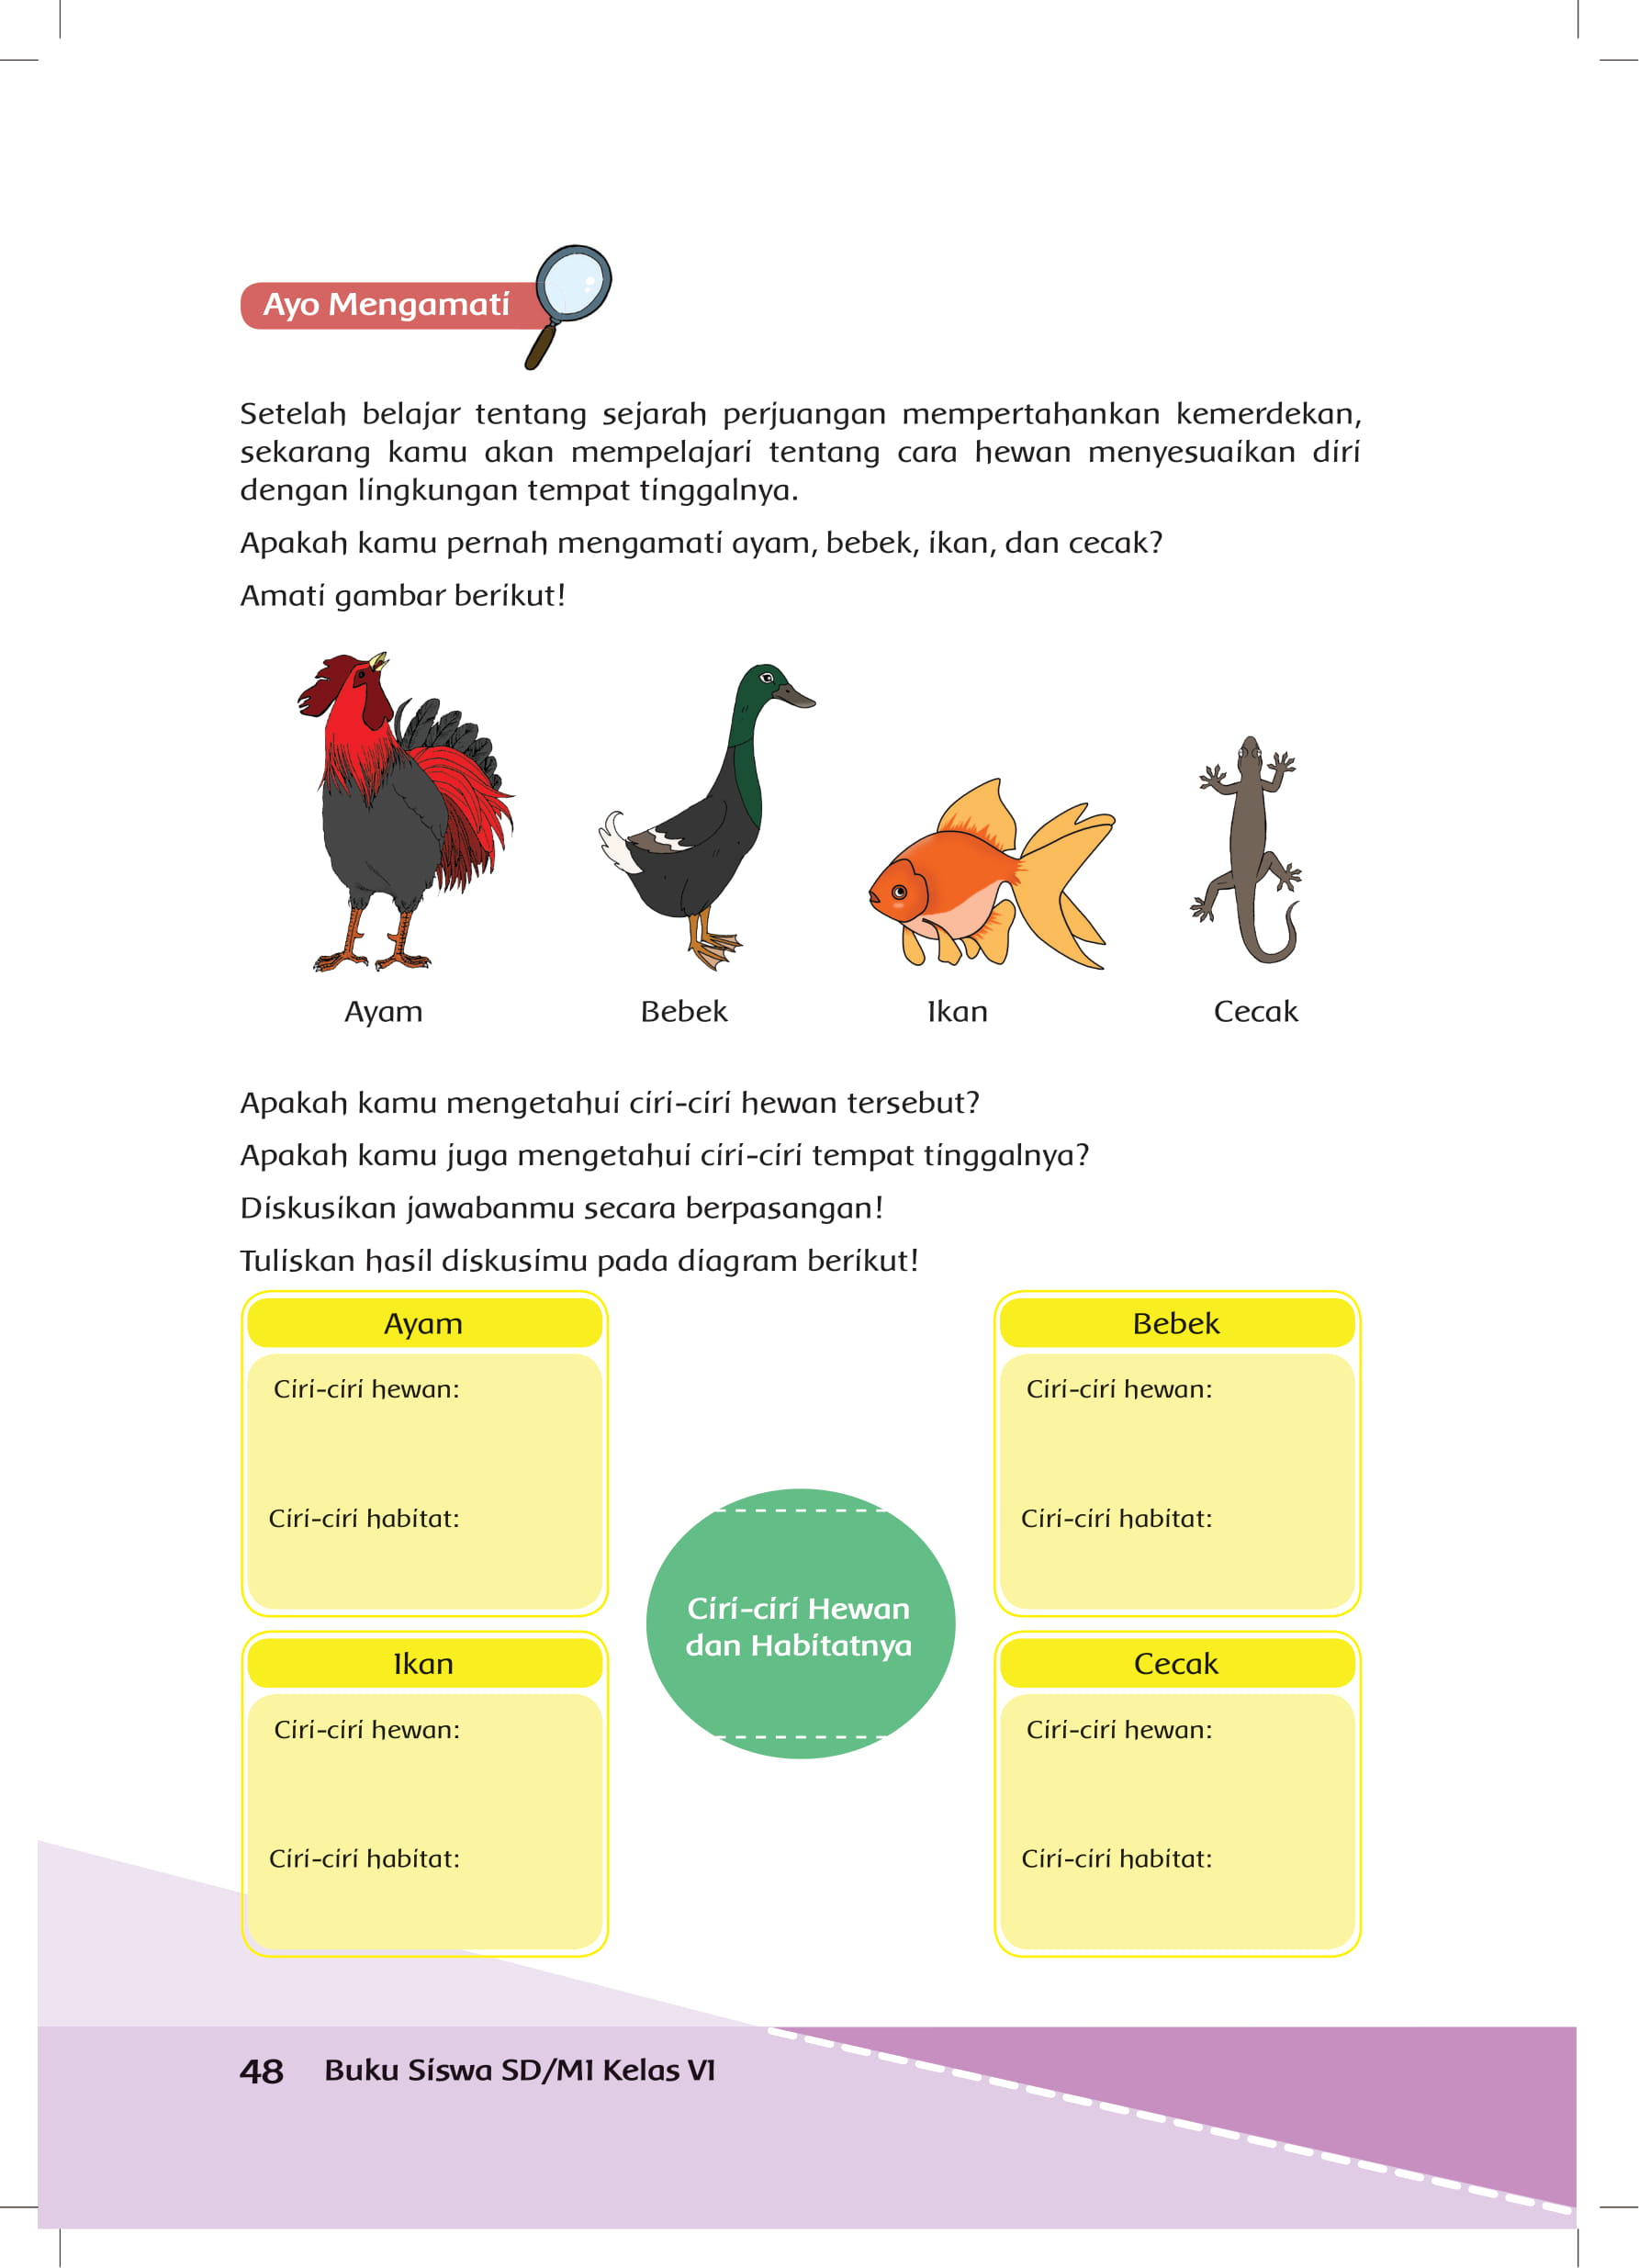 Ayo Mengamati
Setelah belajar tentang sejarah perjuangan mempertahankan kemerdekan,
sekarang kamu akan mempelajari tentang cara hewan menyesuaikan diri
dengan lingkungan tempat tinggalnya.
Apakah kamu pernah mengamati ayam, bebek, ikan, dan cecak?
Amati gambar berikut!
Ayam
Bebek
Ikan
Cecak
Apakah kamu mengetahui ciri-ciri hewan tersebut?
Apakah kamu juga mengetahui ciri-ciri tempat tinggalnya?
Diskusikan jawabanmu secara berpasangan!
Tuliskan hasil diskusimu pada diagram berikut!
Ayam
Ciri-ciri hewan:
Ciri-ciri habitat:
Bebek
Ciri-ciri hewan:
Ciri-ciri habitat:
Ciri-ciri Hewan
dan Habitatnya
Ikan
Ciri-ciri hewan:
Ciri-ciri habitat:
Cecak
Ciri-ciri hewan:
Ciri-ciri habitat:
48 Buku Siswa SD/MI Kelas VI